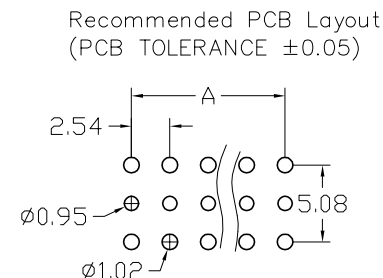 Recommended PCB Layout
(PCB TOLERANCE ±0.05)
A
2.54
5.08
Ø0.95
Ø1.02